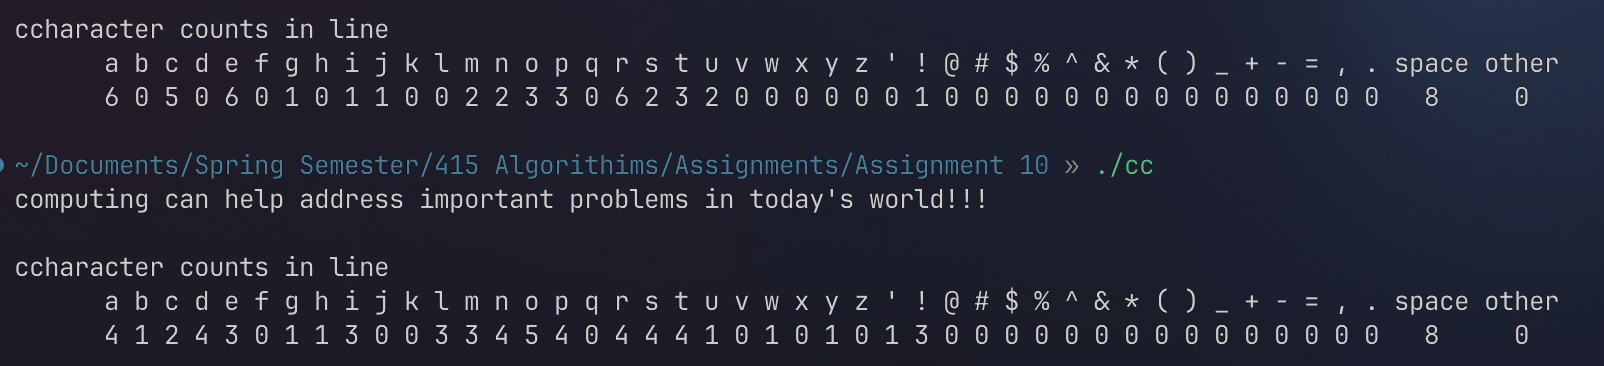 ccharacter counts in line
a b c d e f g h i j k l m n o p q r s t u v w x y z ' ! @ # $ % ^ & * ( ) _ + - = , . space other
6 0 5 0 6 0 1 0 1 1 0 0 2 2 3 3 0 6 2 3 2 0 0 0 0 0 0 1 0 0 0 0 0 0 0 0 0 0 0 0 0 0 0 8 0
~/Documents/Spring Semester/415 Algorithims/Assignments/Assignment 10 » ./cc
computing can help address important problems in today's world!!!
ccharacter counts in line
a b c d e f g h i j k l m n o p q r s t u v w x y z ' ! @ # $ % ^ & * ( ) _ + - = , . space other
4 1 2 4 3 0 1 1 3 0 0 3 3 4 5 4 0 4 4 4 1 0 1 0 1 0 1 3 0 0 0 0 0 0 0 0 0 0 0 0 0 0 0 8 0